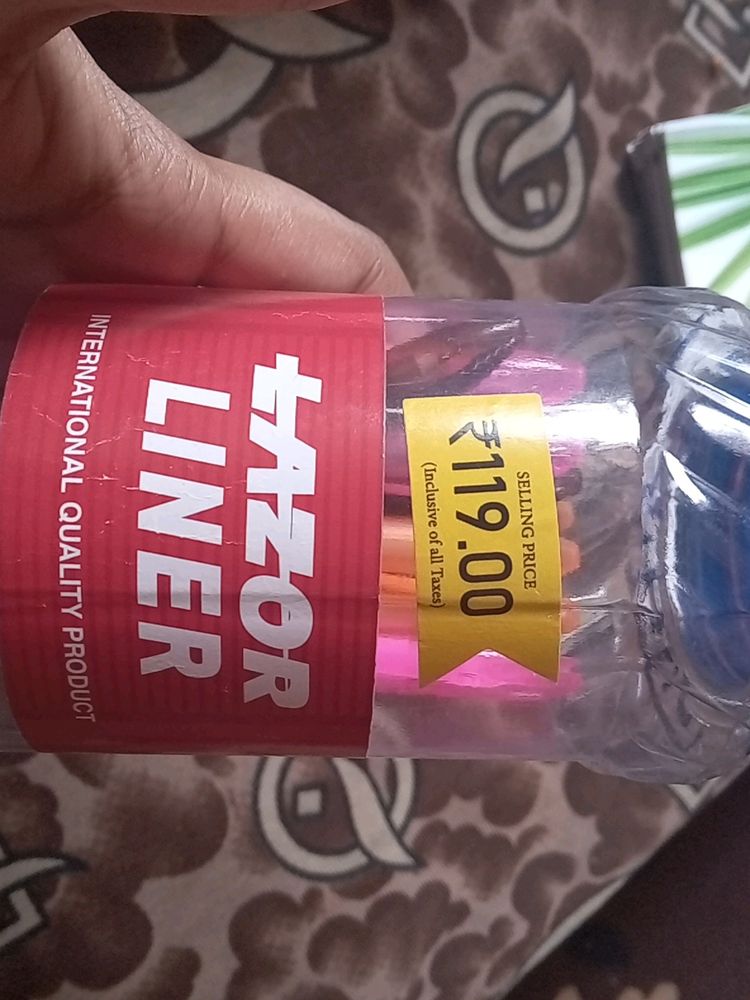 LAZOR
LINER
INTERNATIONAL QUALITY PRODUCT
SELLING PRICE
₹119.00
(Inclusive of all Taxes)